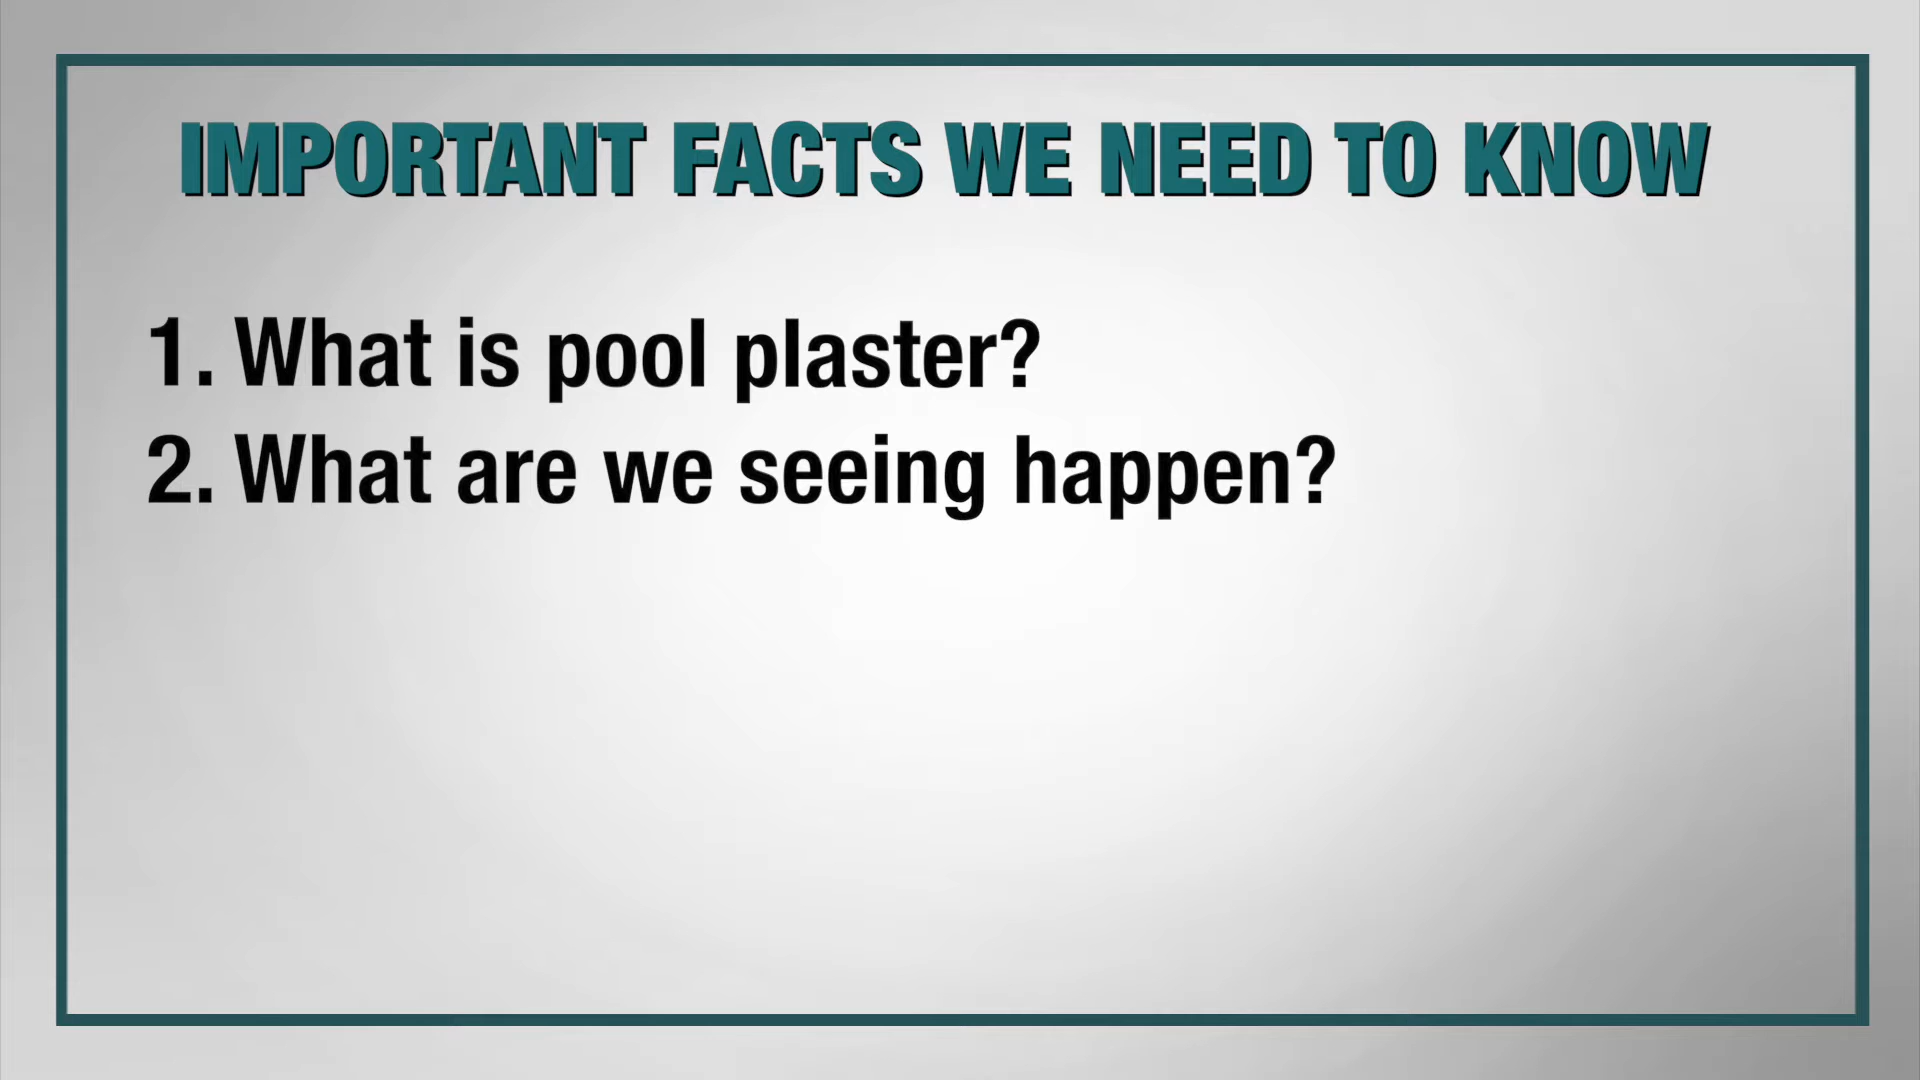 IMPORTANT FACTS WE NEED TO KNOW
1. What is pool plaster?
2. What are we seeing happen?